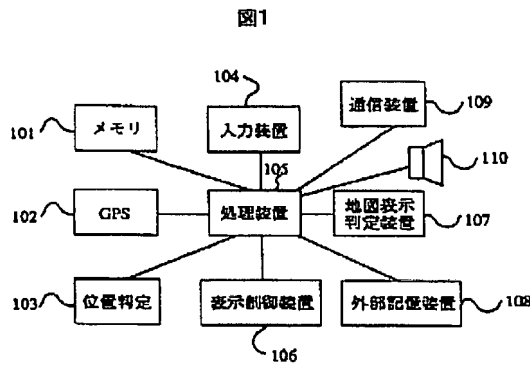 図1
104
101
メモリ
入力装置
通信装置
109
105
110
102
GPS
処理装置
地図表示
判定装置
107
103
位置判定
表示制御装置
外部記憶装置
108
106